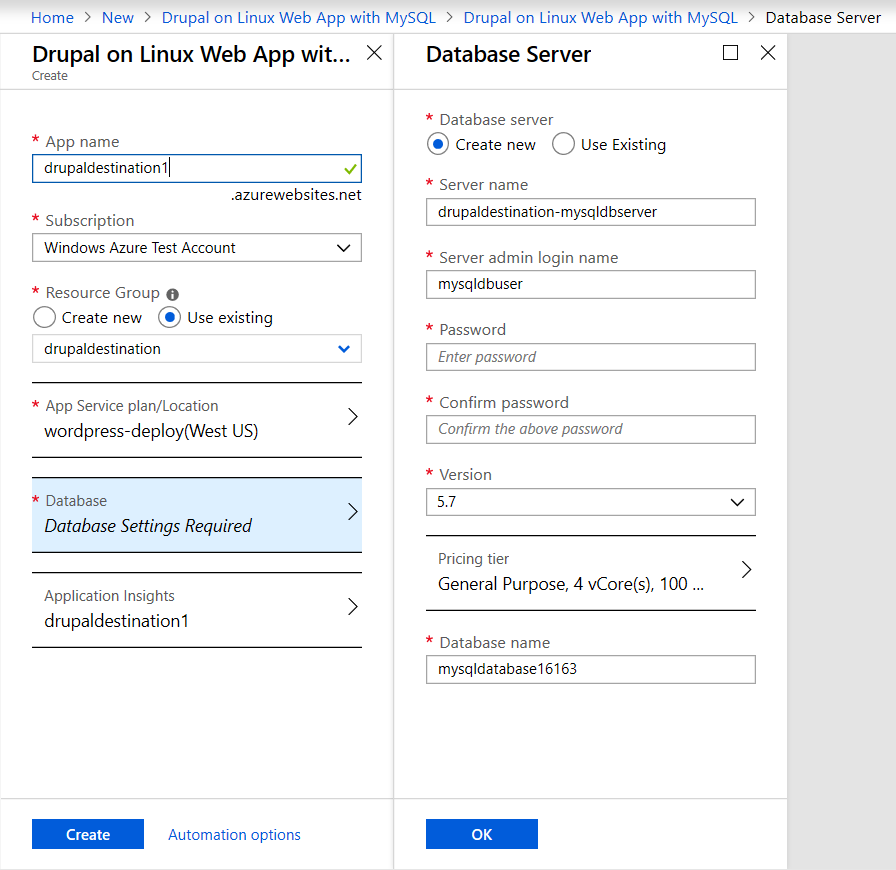 Home > New > Drupal on Linux Web App with MySQL > Drupal on Linux Web App with MySQL > Database Server
Drupal on Linux Web App wit...
Create
* App name
drupaldestination1
.azurewebsites.net
* Subscription
Windows Azure Test Account
* Resource Group
Create new
Use existing
drupaldestination
* App Service plan/Location
wordpress-deploy(West US)
* Database
Database Settings Required
Application Insights
drupaldestination1
Create
Automation options
Database Server
* Database server
Create new
Use Existing
* Server name
drupaldestination-mysqldbserver
* Server admin login name
mysqldbuser
* Password
Enter password
* Confirm password
Confirm the above password
* Version
5.7
Pricing tier
General Purpose, 4 vCore(s), 100 ...
* Database name
mysqldatabase16163
OK